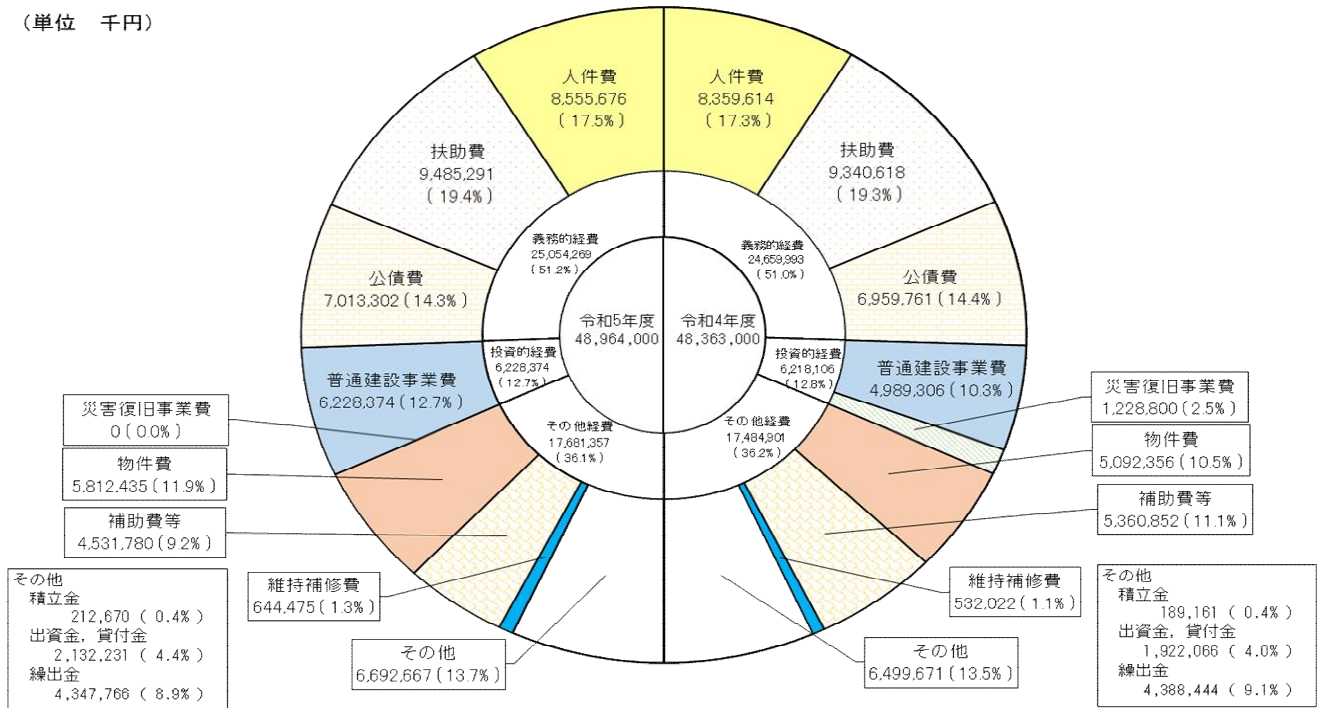 （単位　千円）
人件費
8,555,676
( 17.5% )
人件費
8,359,614
( 17.3% )
扶助費
9,485,291
( 19.4% )
扶助費
9,340,618
( 19.3% )
義務的経費
25,054,269
( 51.2% )
義務的経費
24,659,993
( 51.0% )
公債費
7,013,302 ( 14.3% )
公債費
6,959,761 ( 14.4% )
令和5年度
48,964,000
令和4年度
48,363,000
投資的経費
6,228,374
( 12.7% )
投資的経費
6,218,106
( 12.8% )
普通建設事業費
6,228,374 ( 12.7% )
普通建設事業費
4,989,306 ( 10.3% )
災害復旧事業費
0 ( 0.0% )
災害復旧事業費
1,228,800 ( 2.5% )
その他経費
17,681,357
( 36.1% )
その他経費
17,484,901
( 36.2% )
物件費
5,812,435 ( 11.9% )
物件費
5,092,356 ( 10.5% )
補助費等
4,531,780 ( 9.2% )
補助費等
5,360,852 ( 11.1% )
維持補修費
644,475 ( 1.3% )
維持補修費
532,022 ( 1.1% )
その他
6,692,667 ( 13.7% )
その他
6,499,671 ( 13.5% )
その他
積立金
212,670 ( 0.4% )
出資金，貸付金
2,132,231 ( 4.4% )
繰出金
4,347,766 ( 8.9% )
その他
積立金
189,161 ( 0.4% )
出資金，貸付金
1,922,066 ( 4.0% )
繰出金
4,388,444 ( 9.1% )